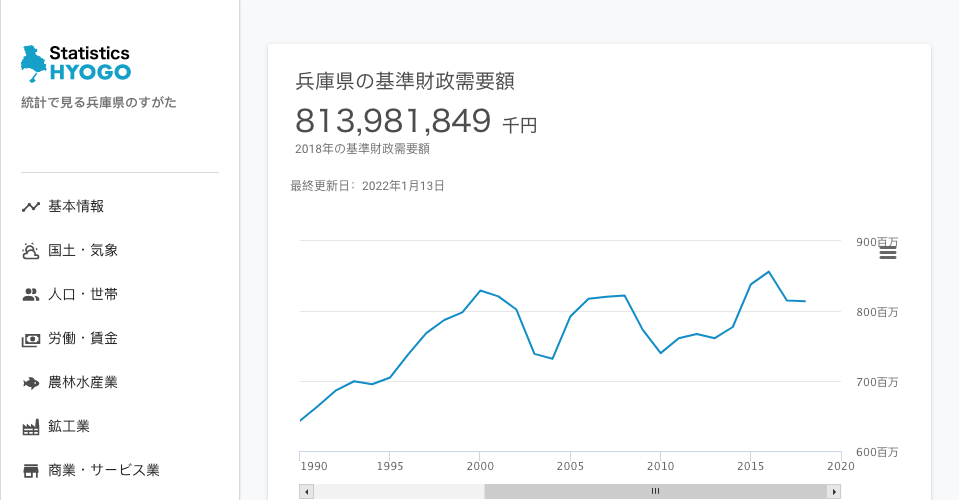 Statistics
HYOGO
統計で見る兵庫県のすがた
基本情報
国土・気象
人口・世帯
労働・賃金
農林水産業
鉱工業
商業・サービス業
兵庫県の基準財政需要額
813,981,849 千円
2018年の基準財政需要額
最終更新日：2022年1月13日
900百万
800百万
700百万
600百万
1990 1995 2000 2005 2010 2015 2020